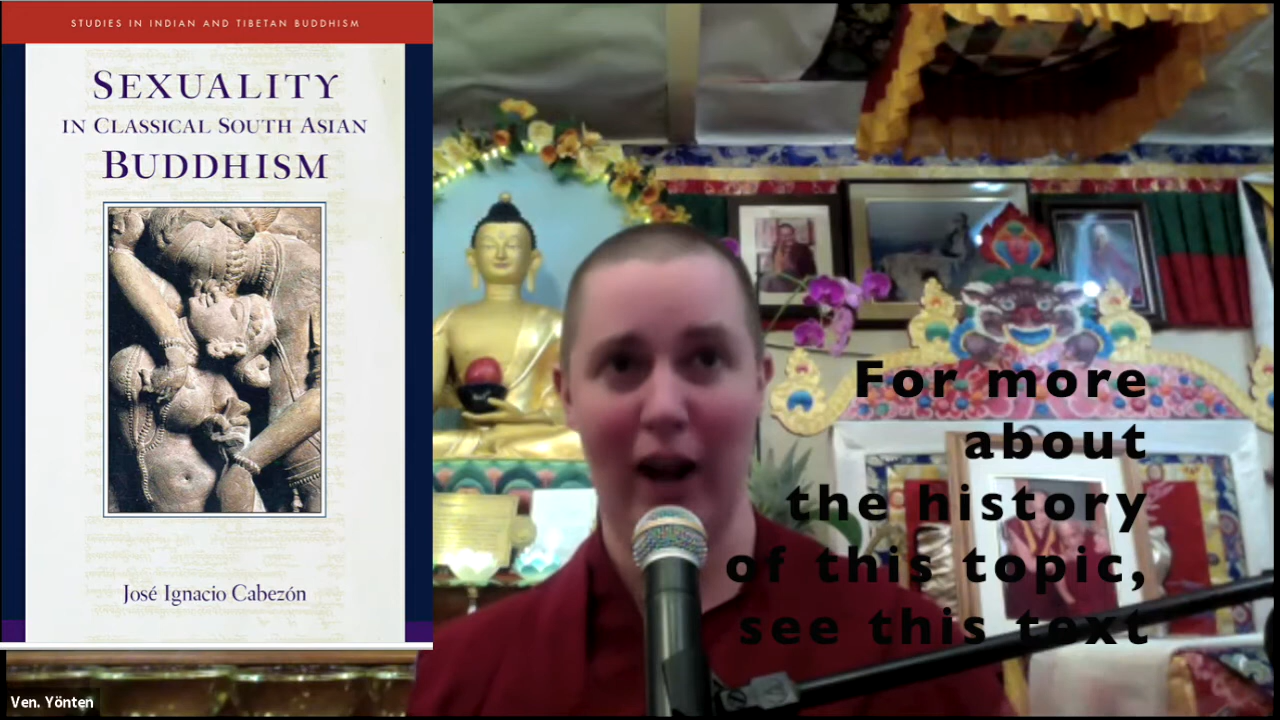 STUDIES IN INDIAN AND TIBETAN BUDDHISM
SEXUALITY
IN CLASSICAL SOUTH ASIAN
BUDDHISM
José Ignacio Cabezón
For more
about
the history
of this topic,
see this text
Ven. Yönten